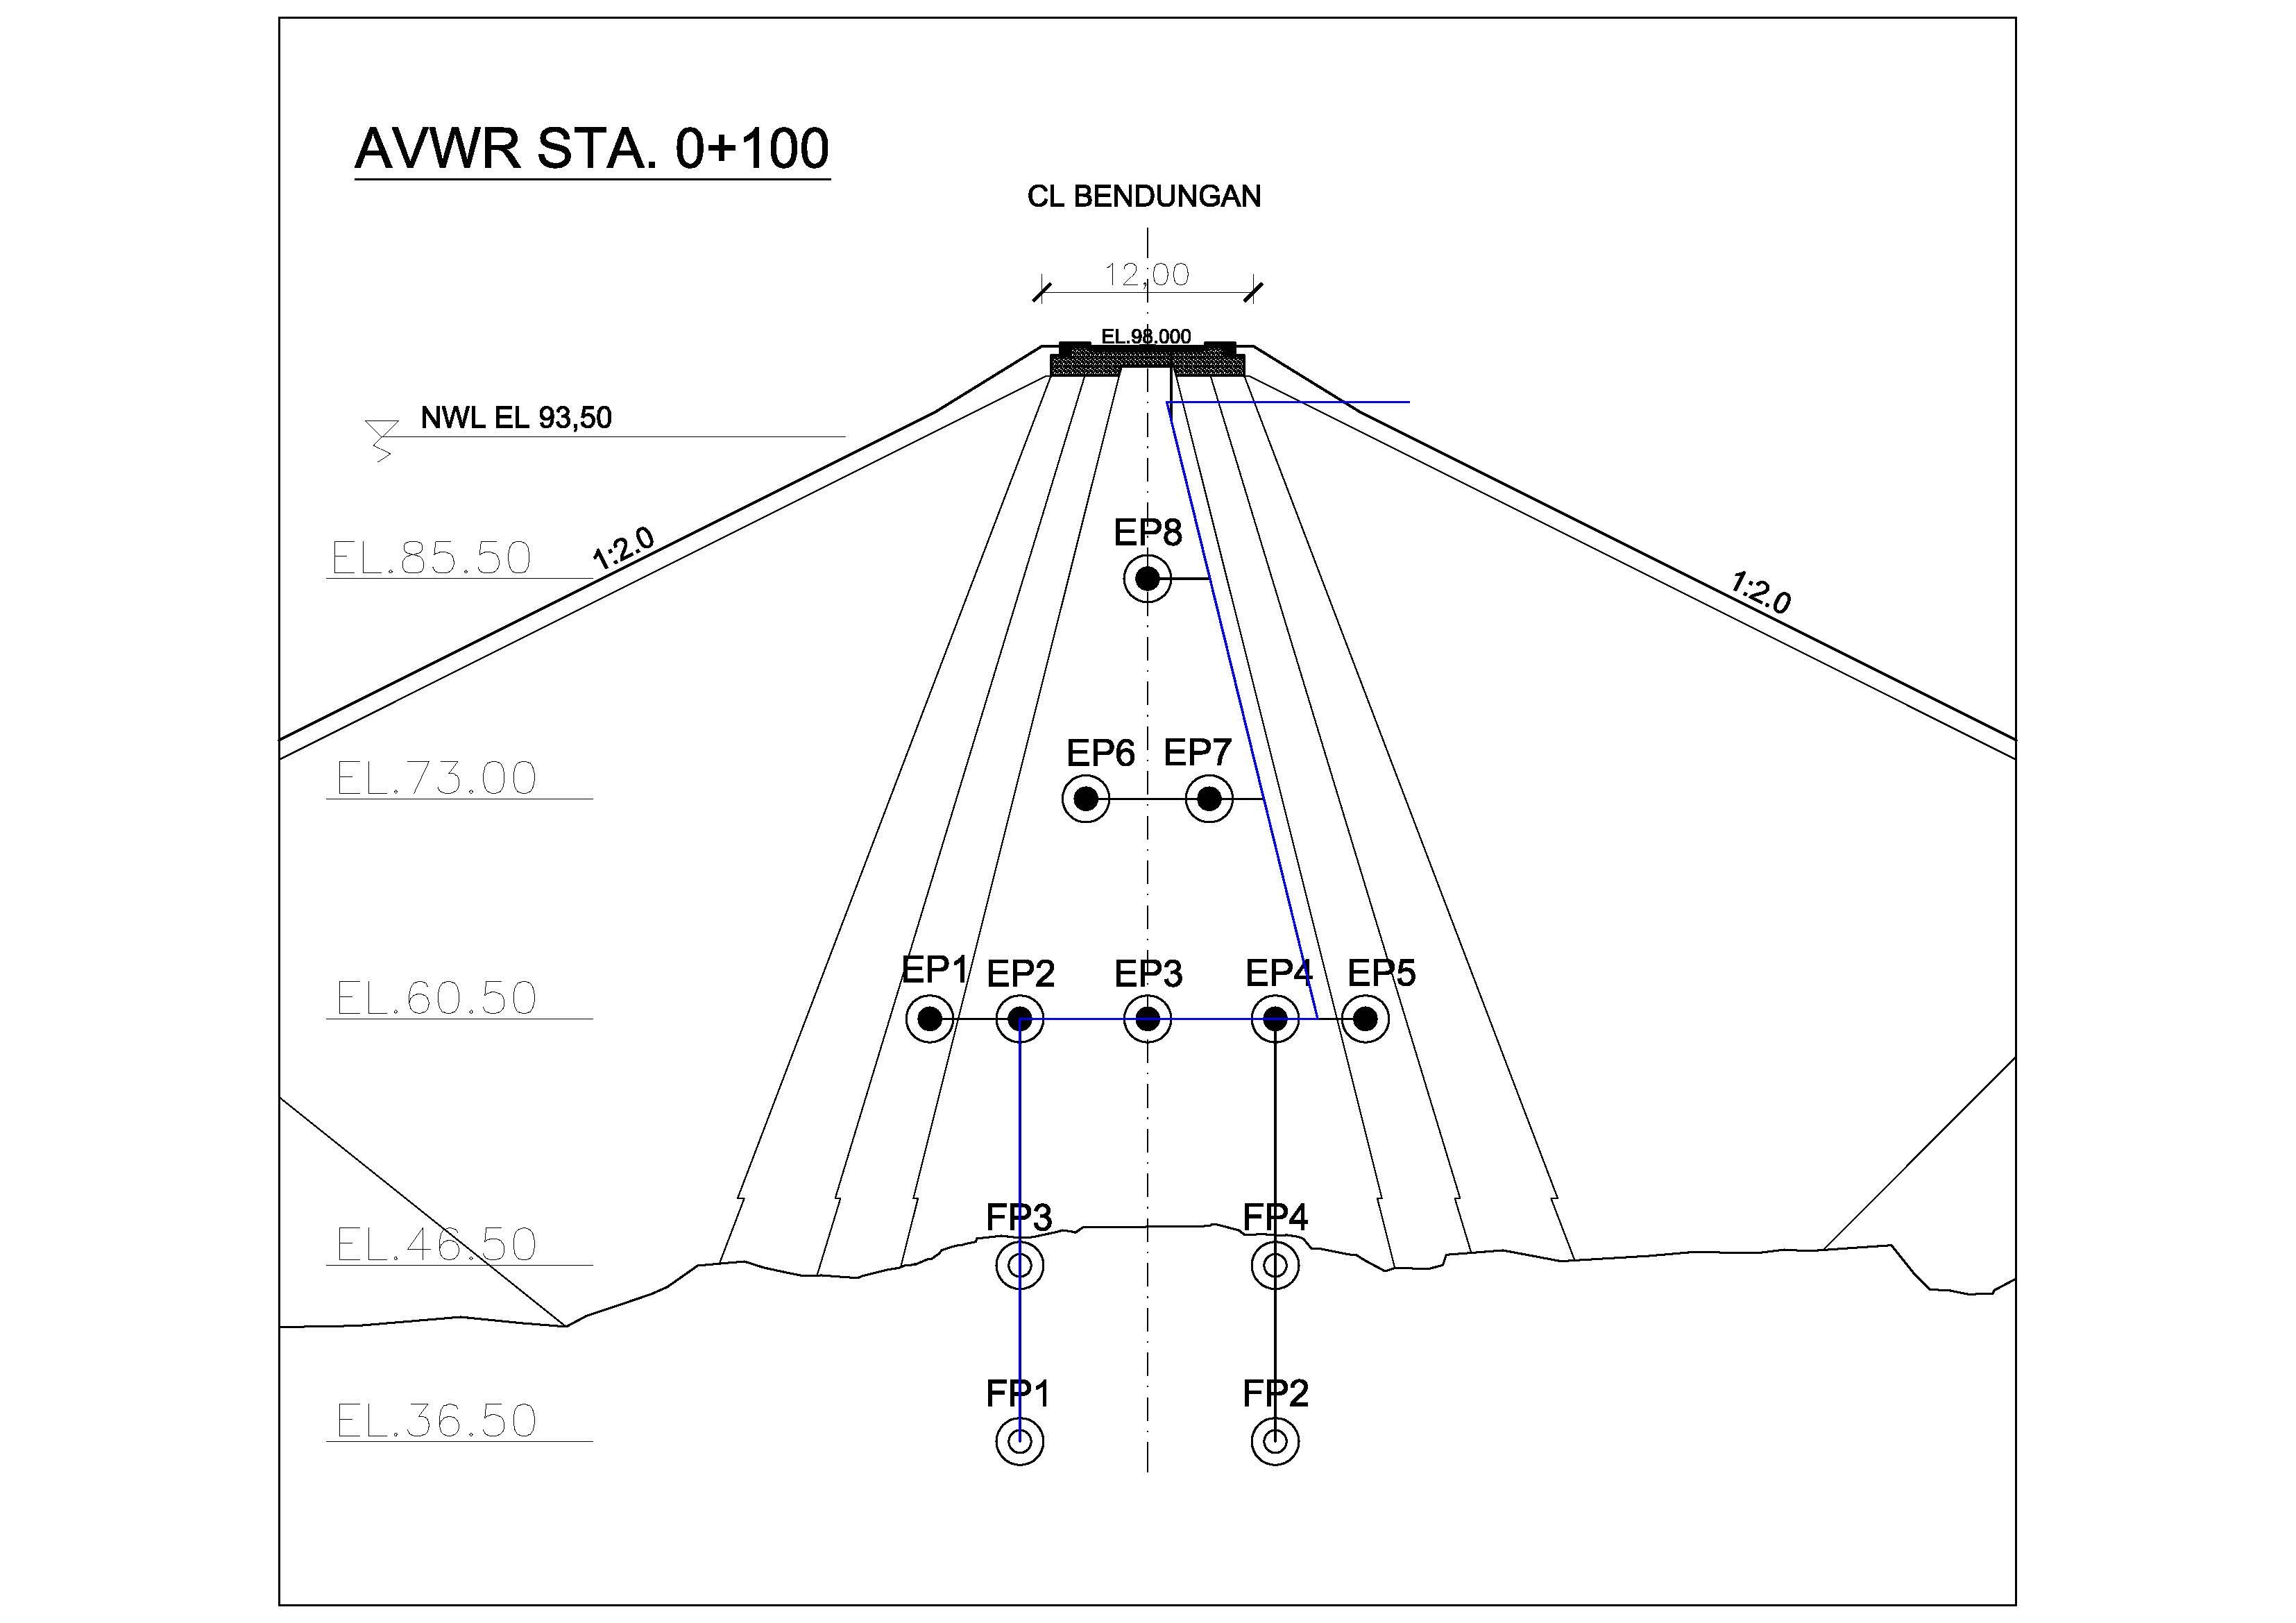 AVWR STA. 0+100
CL BENDUNGAN
12,00
EL.98.000
NWL EL 93,50
EP8
EL.85.50
1:2.0
1:2.0
EP6 EP7
EL.73.00
EP1 EP2 EP3 EP4 EP5
EL.60.50
FP3 FP4
EL.46.50
FP1 FP2
EL.36.50